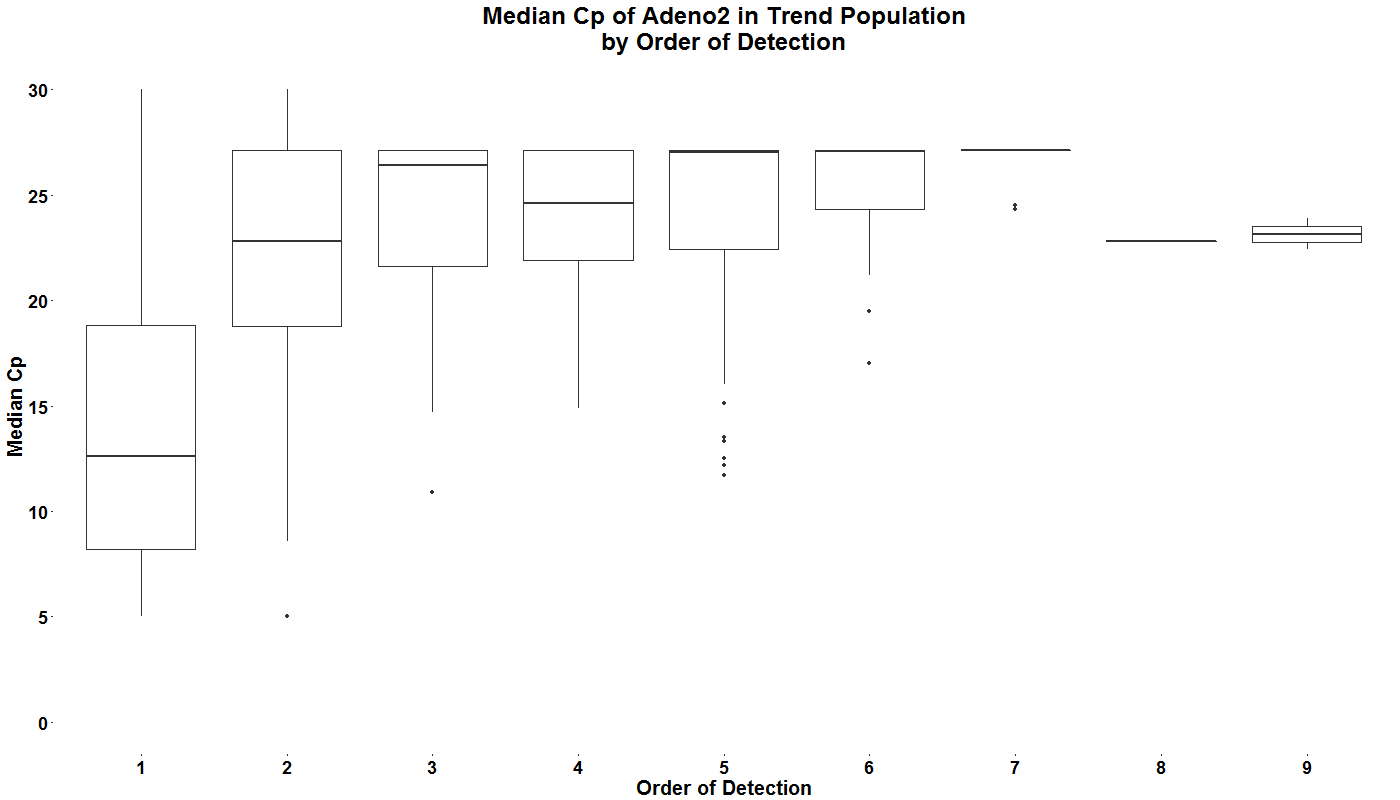 Median Cp of Adeno2 in Trend Population
by Order of Detection
30
25
20
15
10
5
0
Median Cp
1 2 3 4 5 6 7 8 9
Order of Detection